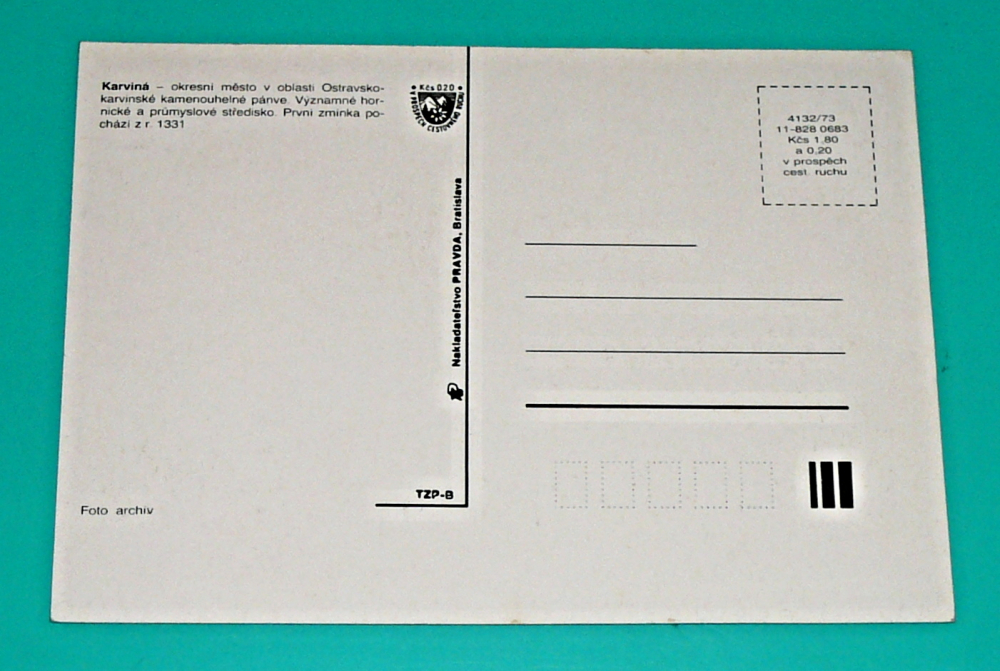 Karviná – okresní město v oblasti Ostravsko-
karvinské kamenouhelné pánve. Významné hor-
nické a průmyslové středisko. První zmínka po-
chází z r. 1331
Kčs 0,20
V PROSPĚCH CESTOVNÉHO RUCHU
Nakladateľstvo PRAVDA, Bratislava
TZP-B
Foto archív
4132/73
11-828 0683
Kčs 1,80
a 0,20
v prospěch
cest. ruchu